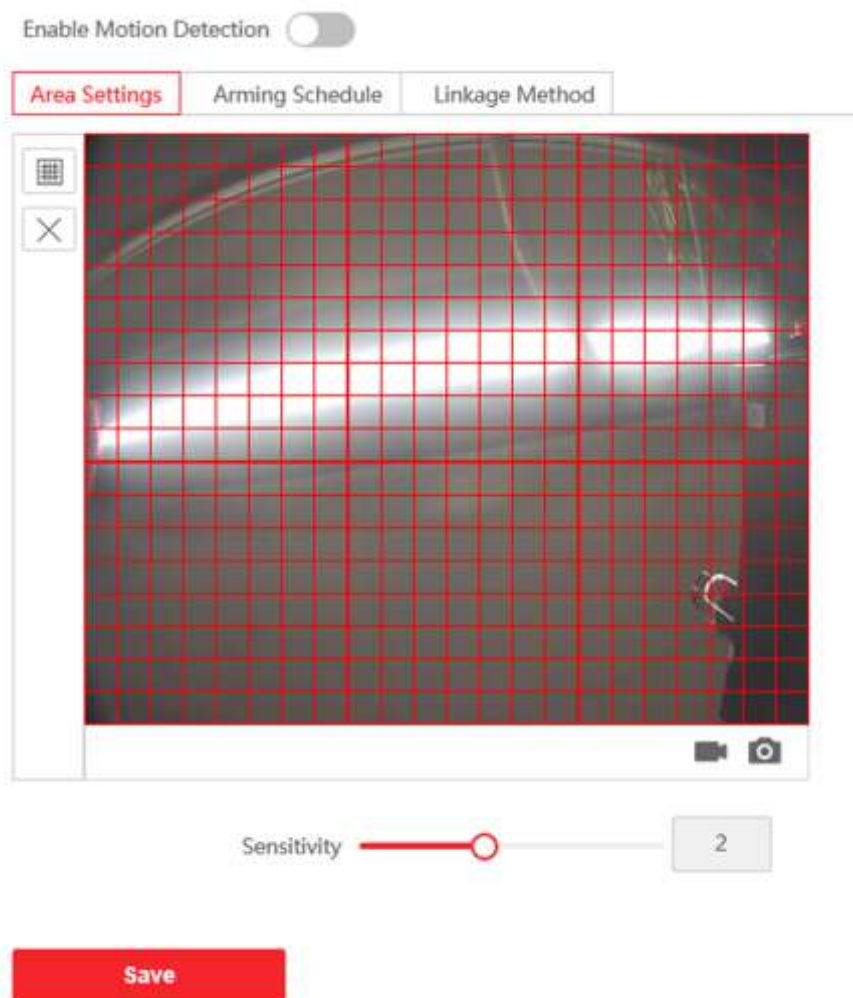 Enable Motion Detection
Area Settings Arming Schedule Linkage Method
Sensitivity 2
Save